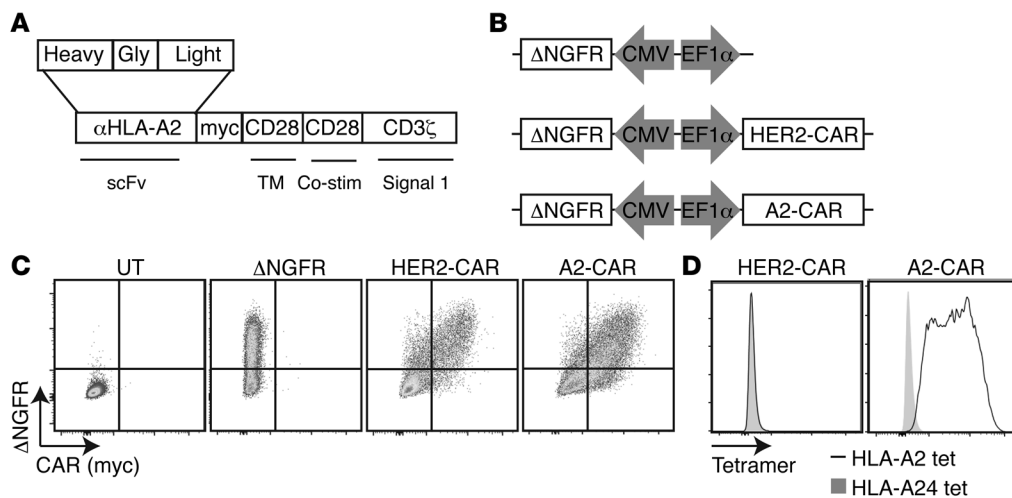 A
Heavy Gly Light
αHLA-A2 myc CD28 CD28 CD3ζ
scFv TM Co-stim Signal 1
B
ΔNGFR CMV EF1α
ΔNGFR CMV EF1α HER2-CAR
ΔNGFR CMV EF1α A2-CAR
C
UT ΔNGFR HER2-CAR A2-CAR
ΔNGFR
CAR (myc)
D
HER2-CAR A2-CAR
Tetramer
HLA-A2 tet
HLA-A24 tet